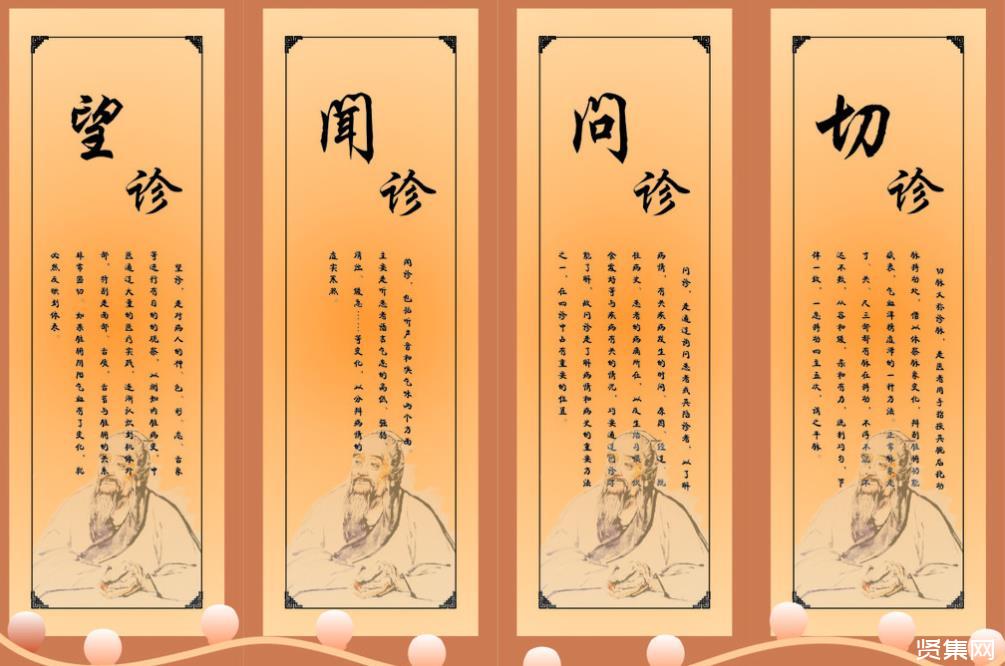 望
诊
望诊，是对病人的神、色、形、态、舌象
等进行有目的的观察，以测知内脏病变。中
医通过大量的医疗实践，逐渐认识到机体外
部，特别是面部、舌质、舌苔与脏腑的关系
非常密切。如果脏腑阴阳气血有了变化，就
必然反映到体表。
闻
诊
闻诊，包括听声音和嗅气味两个方面
主要是听患者语言气息的高低、强弱
清浊、缓急……等变化，以分辨病情的
虚实寒热。
问
诊
问诊，是通过询问患者或其陪诊者，以了解
病情，有关疾病发生的时间、原因、经过、既
往病史、患者的病痛所在，以及生活习惯、饮
食爱好等与疾病有关的情况，均要通过问诊才
能了解，故问诊是了解病情和病史的重要方法
之一，在四诊中占有重要的位置。
切
诊
切脉又称诊脉，是医者用手指按其腕后桡动
脉搏动处，借以体察脉象变化，辨别脏腑功能
盛衰，气血津精虚滞的一种方法。正常脉象是
寸、关、尺三部都有脉在搏动，不浮不沉，不
迟不数，从容和缓，柔和有力，流利均匀，节
律一致，一息搏动四至五次，谓之平脉。
贤集网